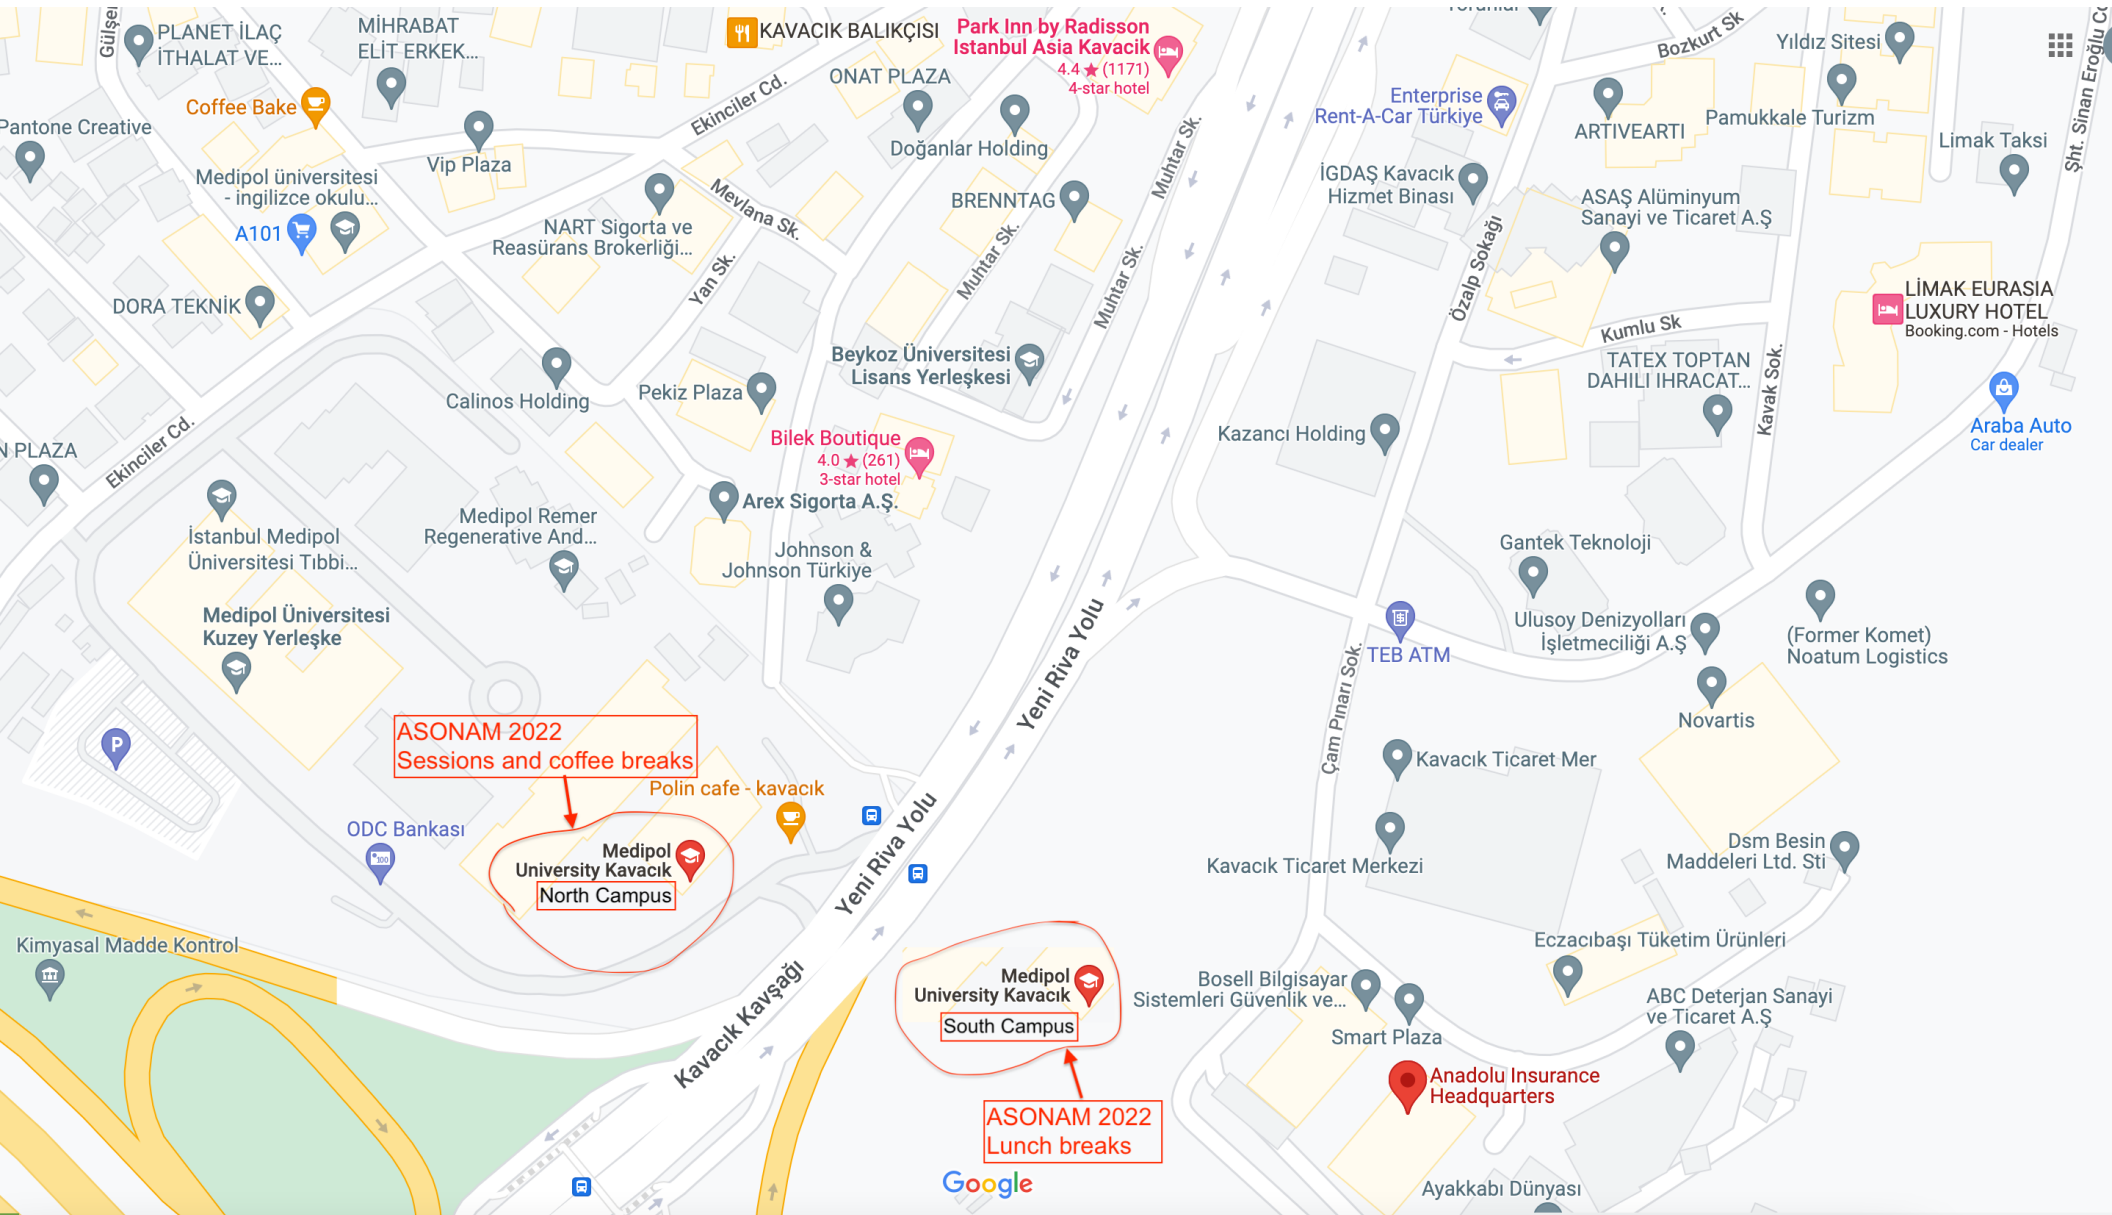 Gülşer
PLANET İLAÇ
İTHALAT VE...
MİHRABAT
ELİT ERKEK...
KAVACIK BALIKÇISI
Park Inn by Radisson
Istanbul Asia Kavacik
4.4 ★ (1171)
4-star hotel
Bozkurt Sk
Yıldız Sitesi
Şht. Sinan Eroğlu Cd
ONAT PLAZA
Ekinciler Cd.
Coffee Bake
Pantone Creative
Vip Plaza
Doğanlar Holding
Muhtar Sk.
Enterprise
Rent-A-Car Türkiye
ARTIVEARTI
Pamukkale Turizm
Limak Taksi
Medipol üniversitesi
- ingilizce okulu...
A101
Mevlana Sk.
NART Sigorta ve
Reasürans Brokerliği...
BRENNTAG
İGDAŞ Kavacık
Hizmet Binası
ASAŞ Alüminyum
Sanayi ve Ticaret A.Ş
DORA TEKNİK
Yan Sk.
Muhtar Sk.
Muhtar Sk.
Özalp Sokağı
LİMAK EURASIA
LUXURY HOTEL
Booking.com - Hotels
Kumlu Sk
Calinos Holding
Pekiz Plaza
Beykoz Üniversitesi
Lisans Yerleşkesi
TATEX TOPTAN
DAHILI IHRACAT...
Kavak Sok.
Araba Auto
Car dealer
N PLAZA
Ekinciler Cd.
Bilek Boutique
4.0 ★ (261)
3-star hotel
Arex Sigorta A.Ş.
Kazancı Holding
İstanbul Medipol
Üniversitesi Tıbbi...
Medipol Remer
Regenerative And...
Johnson &
Johnson Türkiye
Gantek Teknoloji
Medipol Üniversitesi
Kuzey Yerleşke
Yeni Riva Yolu
TEB ATM
Ulusoy Denizyolları
İşletmeciliği A.Ş
(Former Komet)
Noatum Logistics
Çam Pınarı Sok.
Novartis
P
ASONAM 2022
Sessions and coffee breaks
Polin cafe - kavacık
Kavacık Ticaret Mer
ODC Bankası
100
Medipol
University Kavacık
North Campus
Yeni Riva Yolu
Kavacık Ticaret Merkezi
Dsm Besin
Maddeleri Ltd. Sti
Kimyasal Madde Kontrol
Kavacık Kavşağı
Medipol
University Kavacık
South Campus
Bosell Bilgisayar
Sistemleri Güvenlik ve...
Smart Plaza
Eczacıbaşı Tüketim Ürünleri
ABC Deterjan Sanayi
ve Ticaret A.Ş
Anadolu Insurance
Headquarters
ASONAM 2022
Lunch breaks
Google
Ayakkabı Dünyası